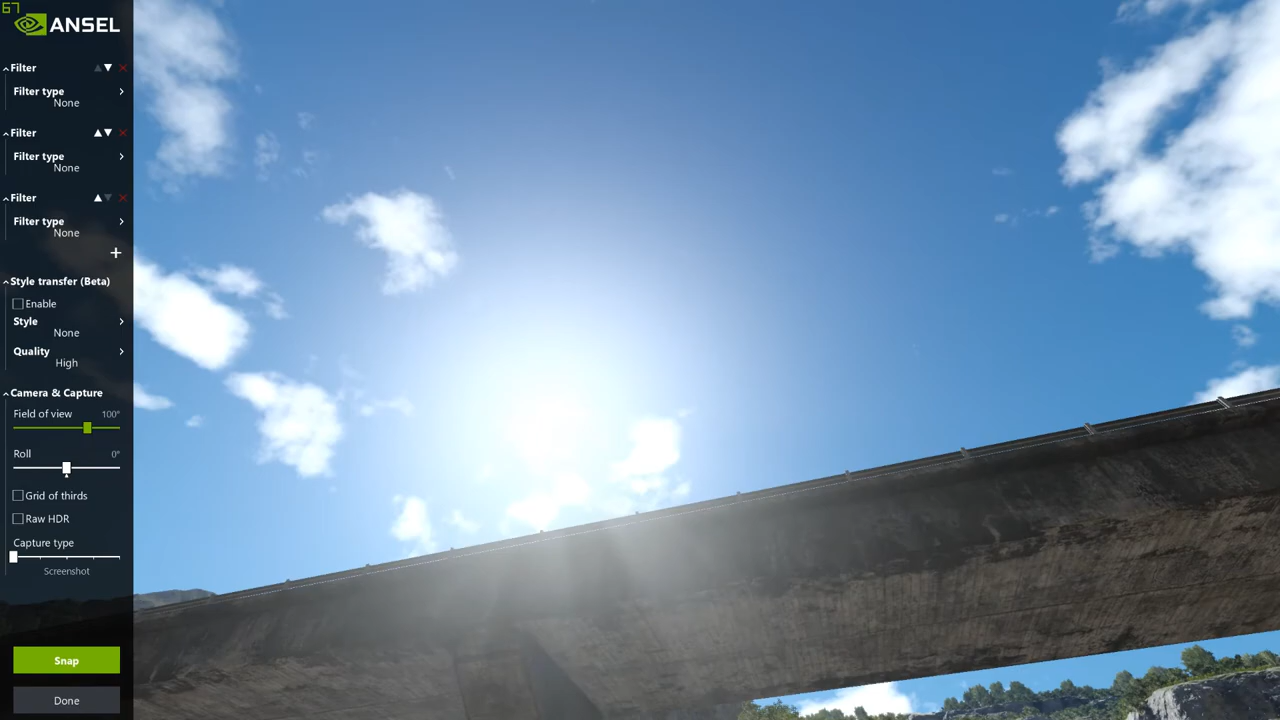 67
ANSEL
Filter
Filter type
None
Filter
Filter type
None
Filter
Filter type
None
Style transfer (Beta)
Enable
Style
None
Quality
High
Camera & Capture
Field of view 100°
Roll 0°
Grid of thirds
Raw HDR
Capture type
Screenshot
Snap
Done